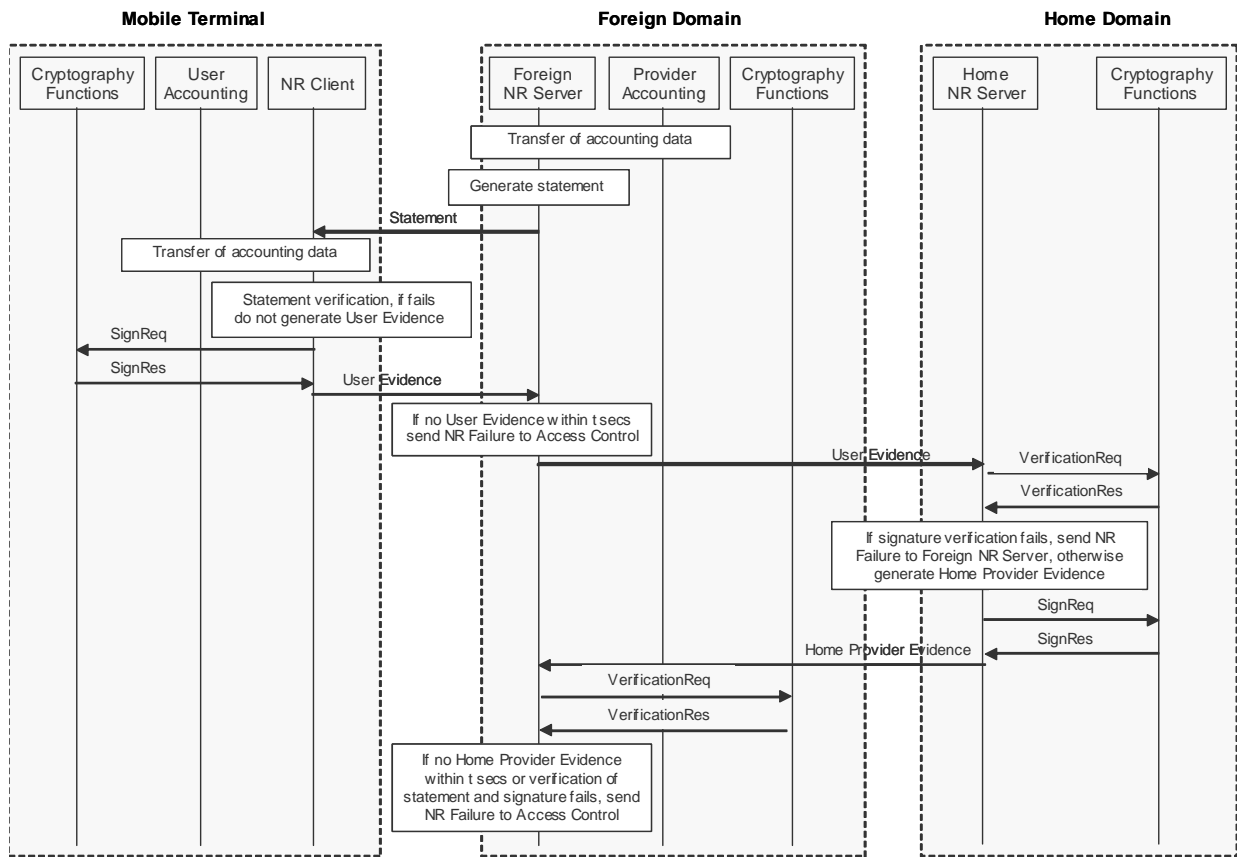 Mobile Terminal
Foreign Domain
Home Domain
Cryptography
Functions
User
Accounting
NR Client
Foreign
NR Server
Provider
Accounting
Cryptography
Functions
Home
NR Server
Cryptography
Functions
Transfer of accounting data
Generate statement
Statement
Transfer of accounting data
Statement verification, if fails
do not generate User Evidence
SignReq
SignRes
User Evidence
If no User Evidence within t secs
send NR Failure to Access Control
User Evidence
VerificationReq
VerificationRes
If signature verification fails, send NR
Failure to Foreign NR Server, otherwise
generate Home Provider Evidence
SignReq
SignRes
Home Provider Evidence
VerificationReq
VerificationRes
If no Home Provider Evidence
within t secs or verification of
statement and signature fails, send
NR Failure to Access Control